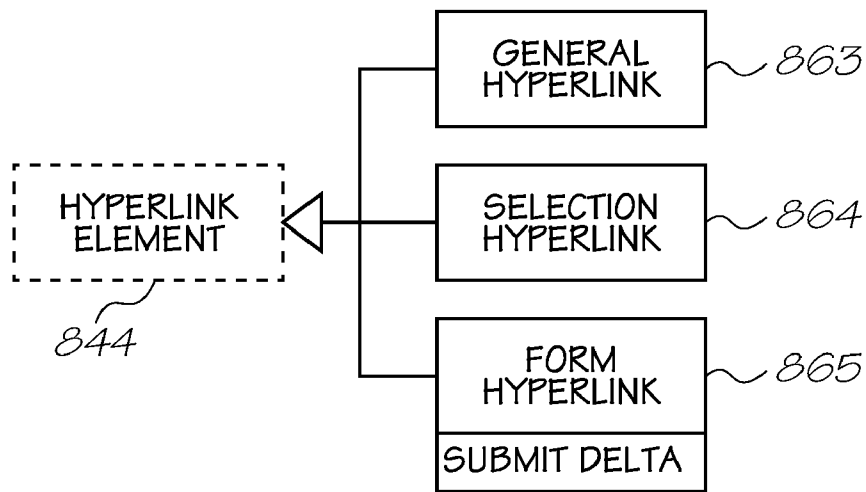 GENERAL
HYPERLINK
863
HYPERLINK
ELEMENT
844
SELECTION
HYPERLINK
864
FORM
HYPERLINK
865
SUBMIT DELTA